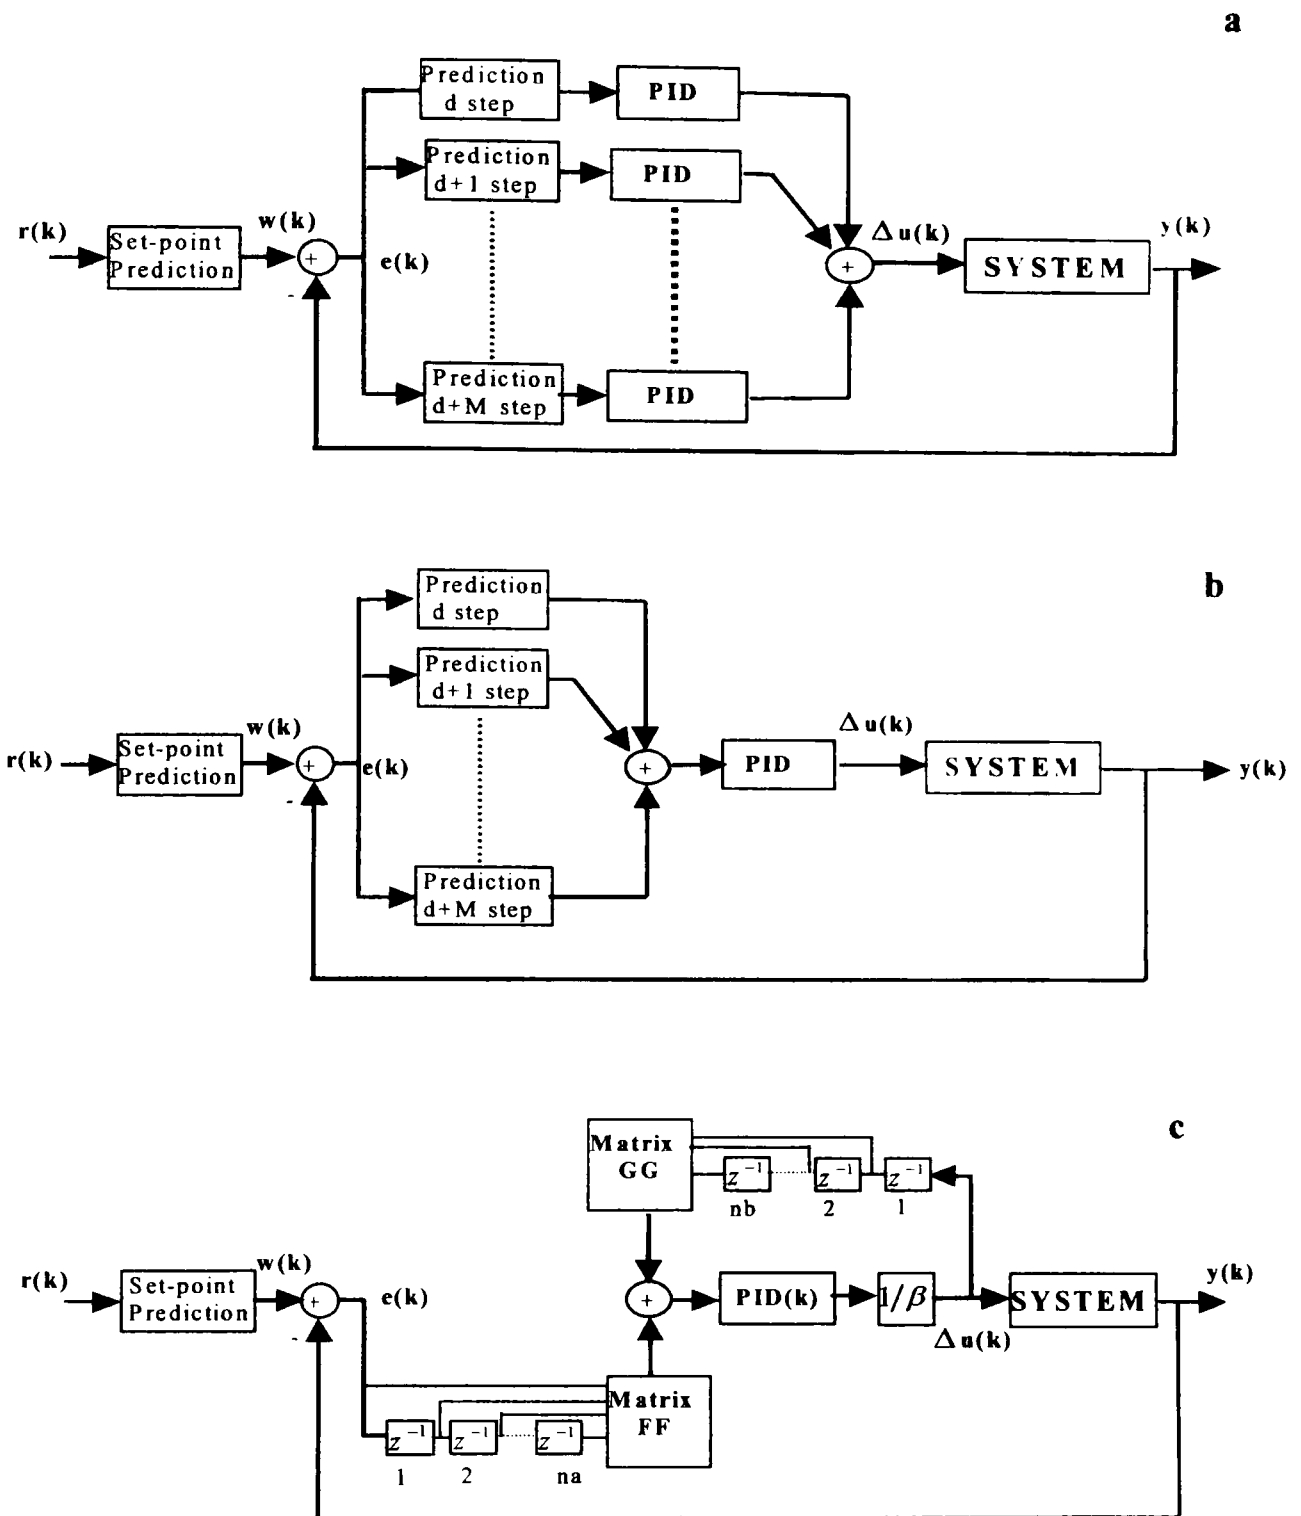 a
Prediction
d step
PID
Prediction
d+1 step
PID
r(k)
Set-point
Prediction
w(k)
+
-
e(k)
+
Δu(k)
SYSTEM
y(k)
Prediction
d+M step
PID
b
Prediction
d step
Prediction
d+1 step
r(k)
Set-point
Prediction
w(k)
+
-
e(k)
+
PID
Δu(k)
SYSTEM
y(k)
Prediction
d+M step
c
Matrix
GG
z⁻¹
z⁻¹
z⁻¹
nb
2
1
r(k)
Set-point
Prediction
w(k)
+
-
e(k)
+
PID(k)
1/β
Δu(k)
SYSTEM
y(k)
Matrix
FF
z⁻¹
z⁻¹
z⁻¹
1
2
na